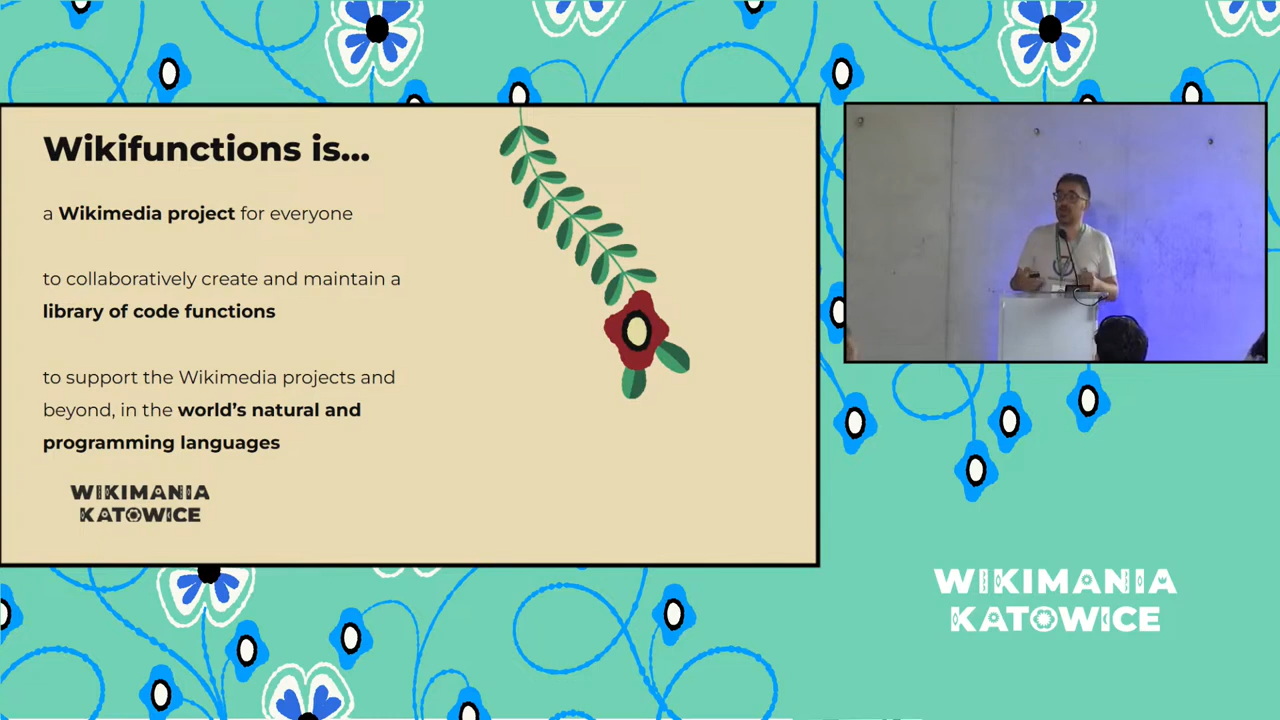 Wikifunctions is...
a Wikimedia project for everyone
to collaboratively create and maintain a
library of code functions
to support the Wikimedia projects and
beyond, in the world’s natural and
programming languages
WIKIMANIA
KATOWICE
WIKIMANIA
KATOWICE